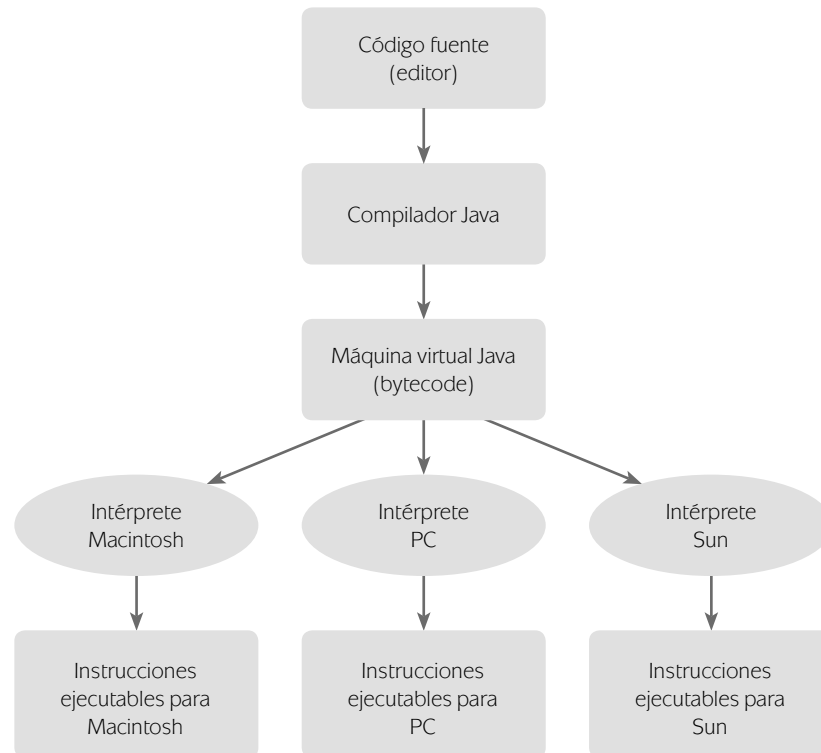 Código fuente
(editor)
Compilador Java
Máquina virtual Java
(bytecode)
Intérprete
Macintosh
Intérprete
PC
Intérprete
Sun
Instrucciones
ejecutables para
Macintosh
Instrucciones
ejecutables para
PC
Instrucciones
ejecutables para
Sun